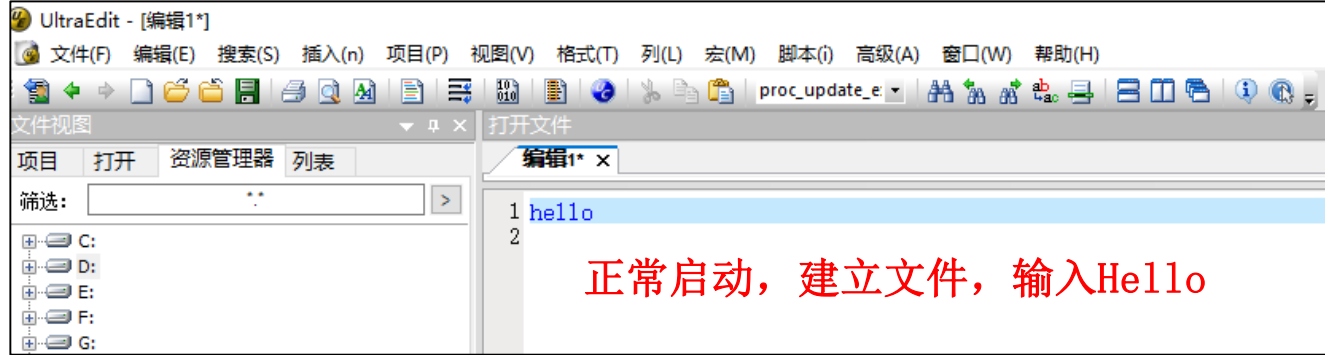 UltraEdit - [编辑1*]
文件(F) 编辑(E) 搜索(S) 插入(n) 项目(P) 视图(V) 格式(T) 列(L) 宏(M) 脚本(i) 高级(A) 窗口(W) 帮助(H)
proc_update_e
文件视图
打开文件
项目 打开 资源管理器 列表
编辑1*
筛选: *.*
1 hello
2
C:
D:
E:
F:
G:
正常启动，建立文件，输入Hello